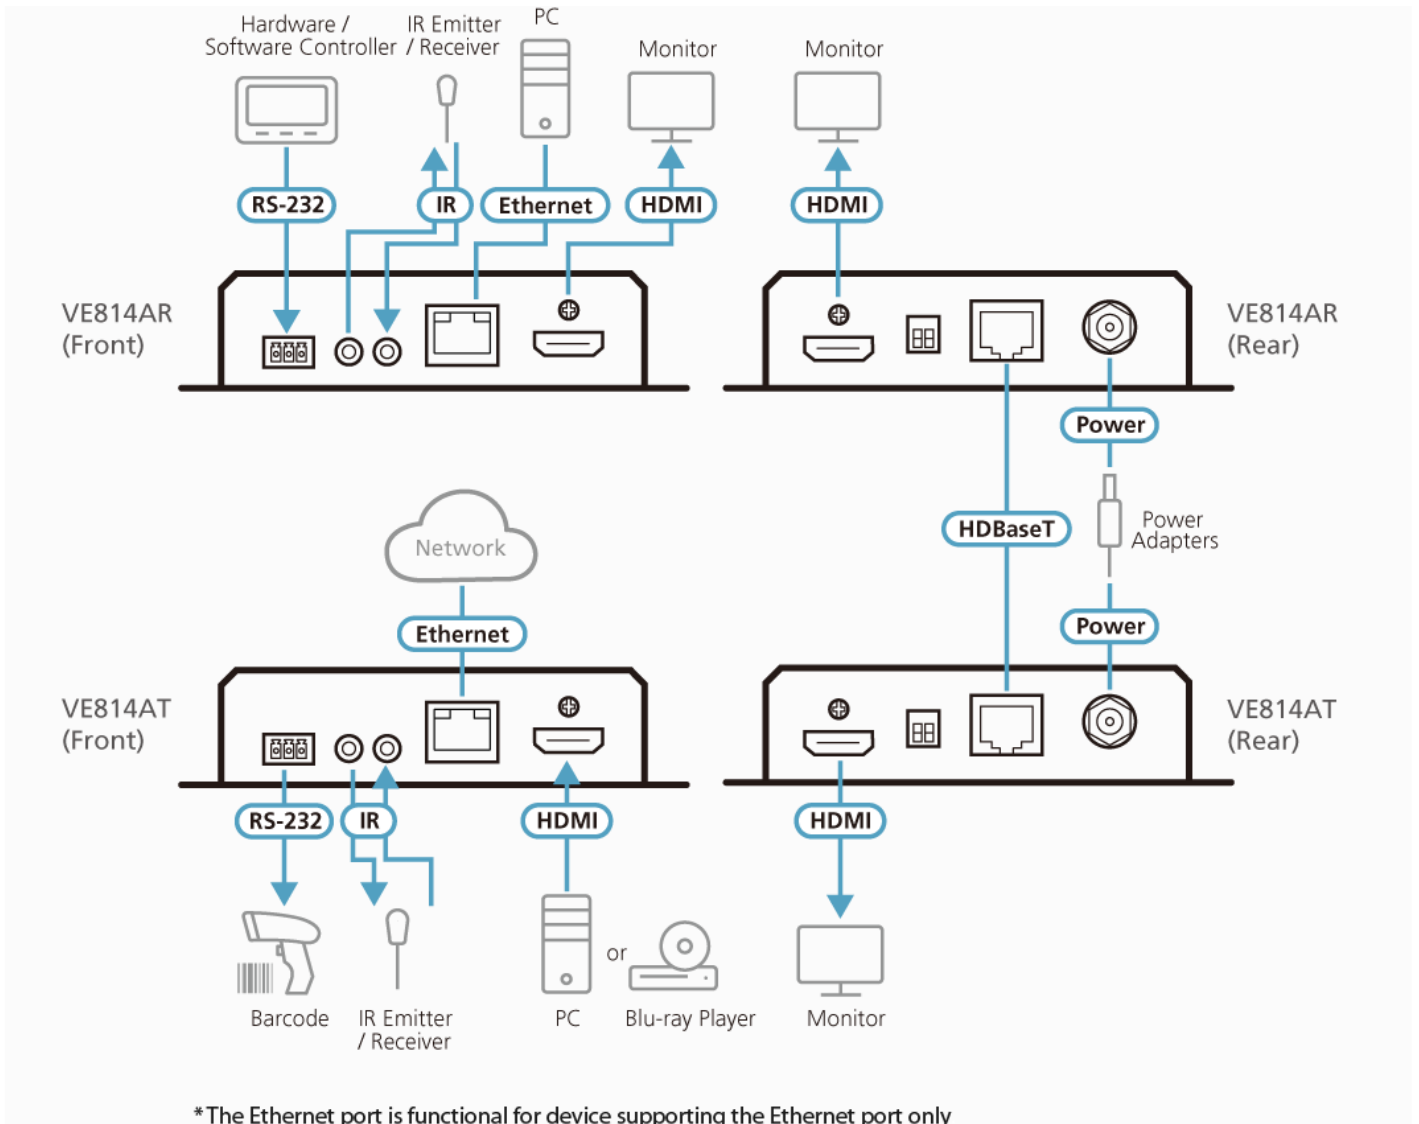 Hardware /
Software Controller
IR Emitter
/ Receiver
PC
Monitor
Monitor
RS-232
IR
Ethernet
HDMI
HDMI
VE814AR
(Front)
VE814AR
(Rear)
Power
HDBaseT
Power
Adapters
Network
Ethernet
Power
VE814AT
(Front)
VE814AT
(Rear)
RS-232
IR
HDMI
HDMI
or
Barcode
IR Emitter
/ Receiver
PC
Blu-ray Player
Monitor
*The Ethernet port is functional for device supporting the Ethernet port only